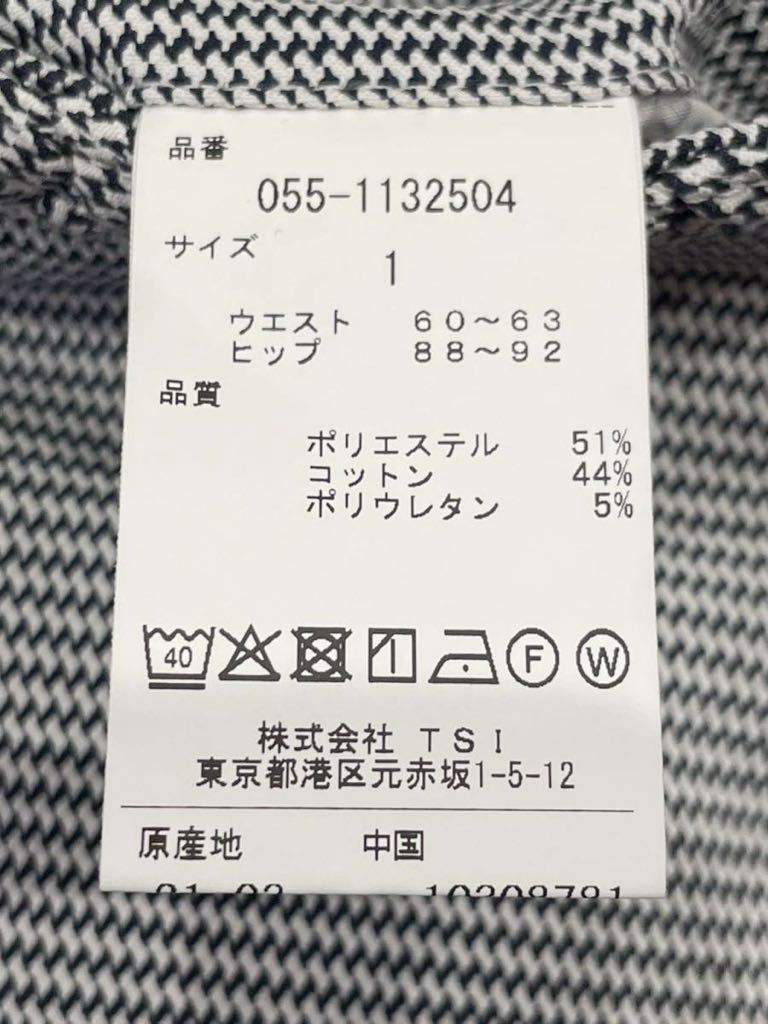 品番
055-1132504
サイズ
1
ウエスト 60～63
ヒップ 88～92
品質
ポリエステル 51%
コットン 44%
ポリウレタン 5%
40 F W
株式会社 TSI
東京都港区元赤坂1-5-12
原産地 中国